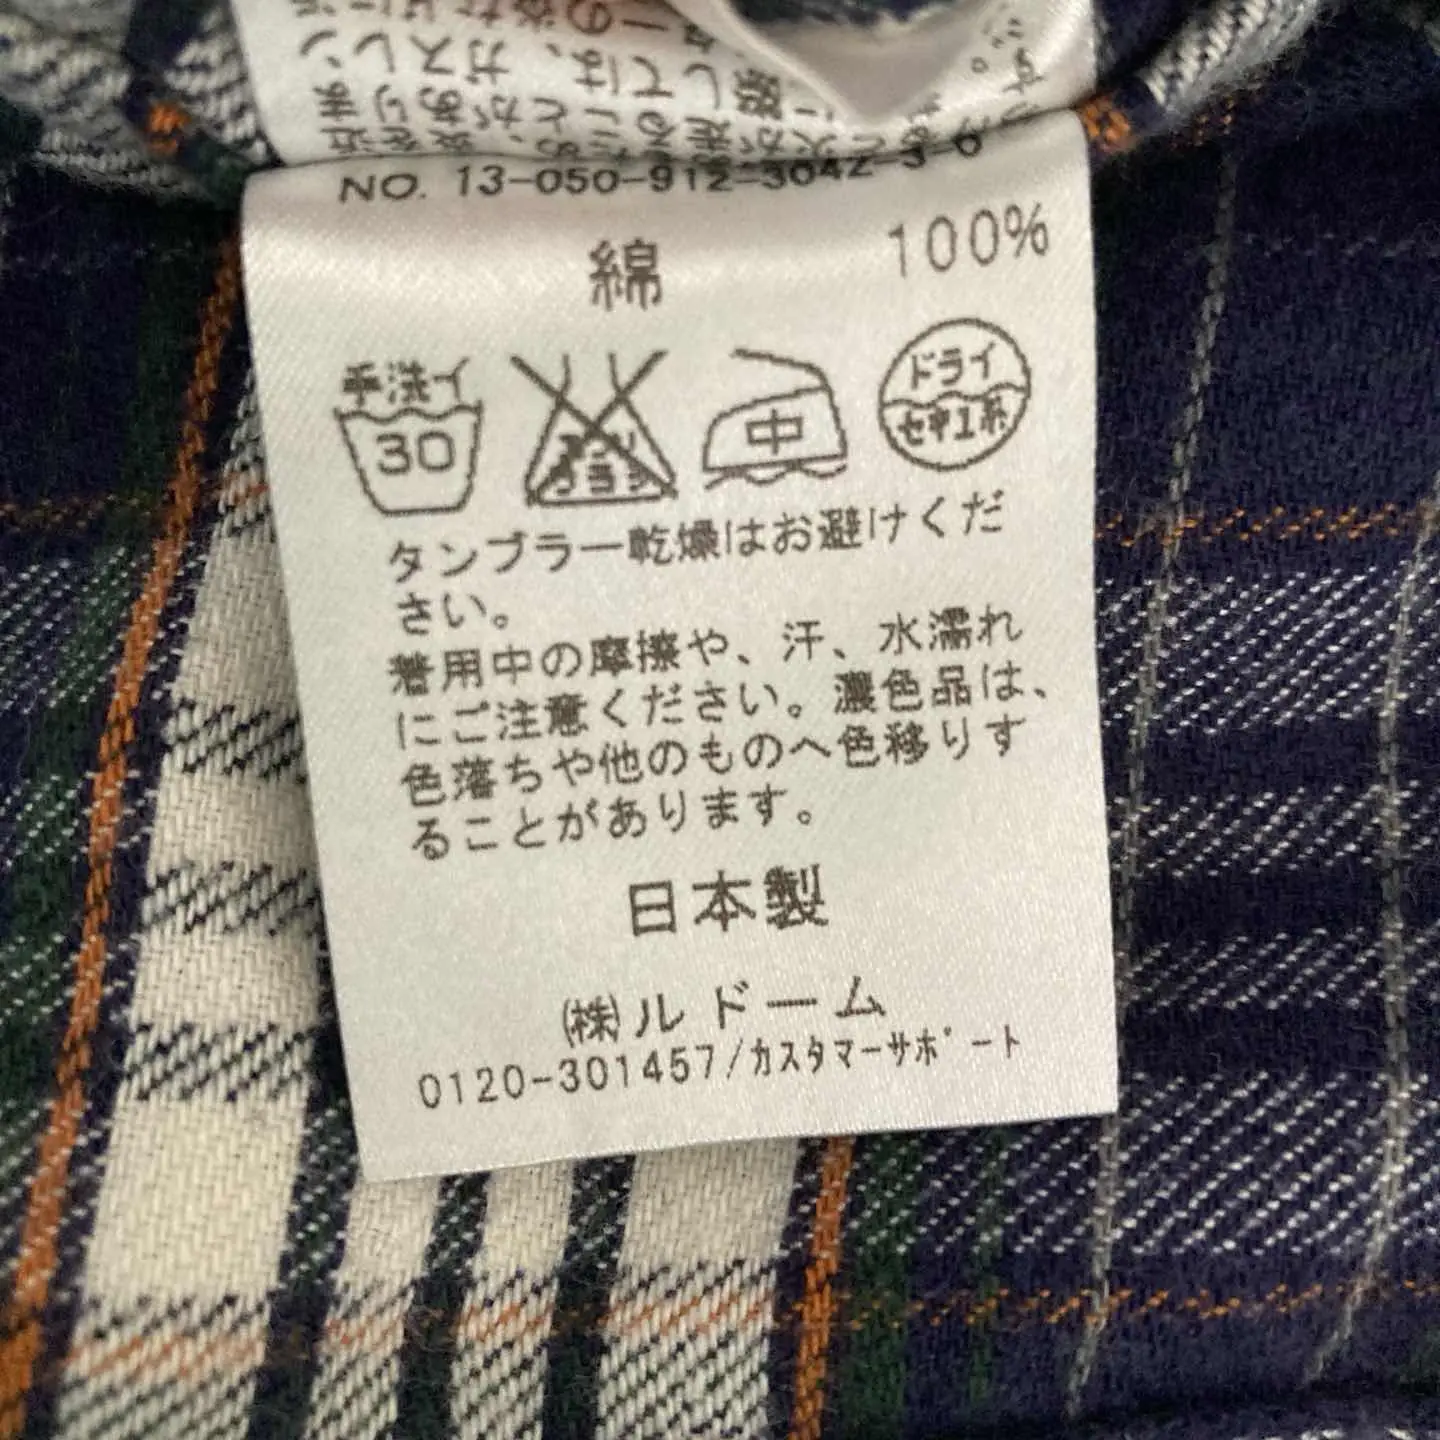 NO. 13-050-912-3042-3-0
綿 100%
手洗イ
30
中
ドライ
セキユ系
タンブラー乾燥はお避けくだ
さい。
着用中の摩擦や、汗、水濡れ
にご注意ください。濃色品は、
色落ちや他のものへ色移りす
ることがあります。
日本製
(株)ルドーム
0120-301457/カスタマーサポート